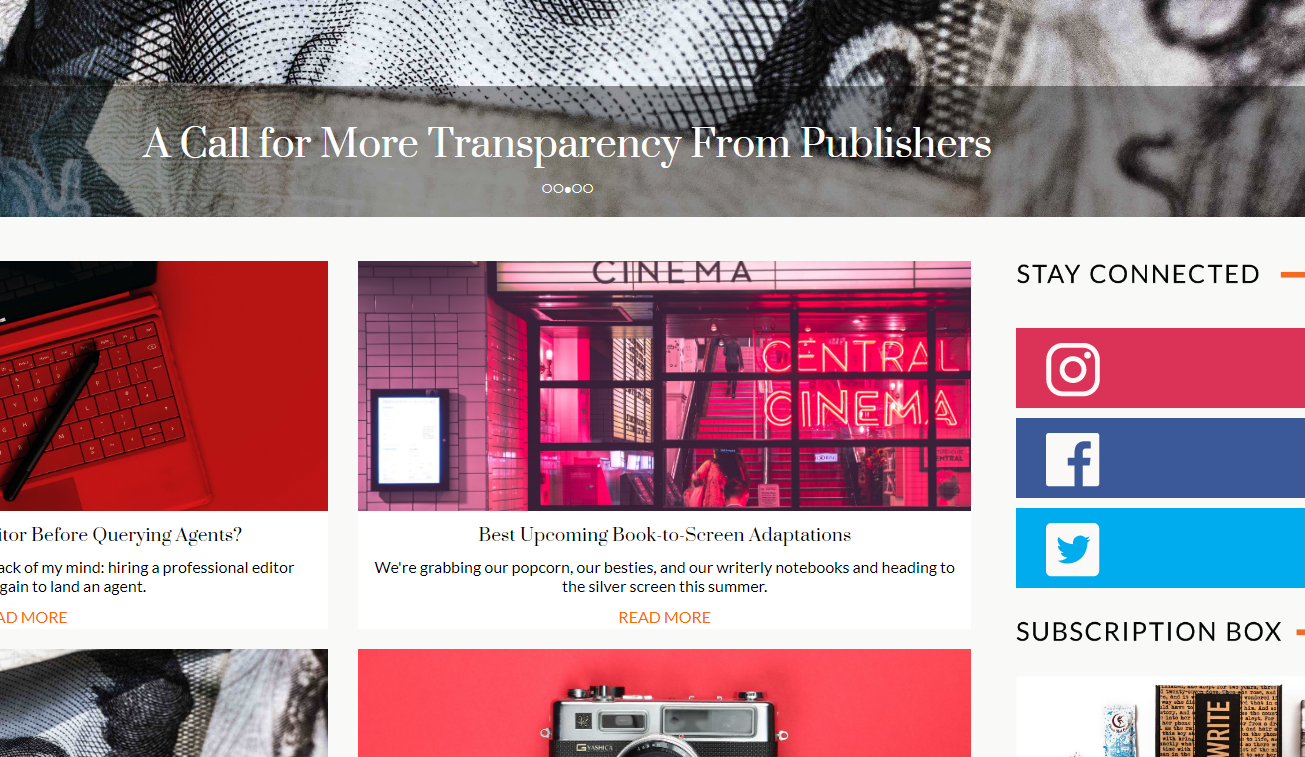 A Call for More Transparency From Publishers
CINEMA
CENTRAL
CINEMA
STAY CONNECTED
itor Before Querying Agents?
ack of my mind: hiring a professional editor
gain to land an agent.
AD MORE
Best Upcoming Book-to-Screen Adaptations
We're grabbing our popcorn, our besties, and our writerly notebooks and heading to
the silver screen this summer.
READ MORE
SUBSCRIPTION BOX
YASHICA
WRITE